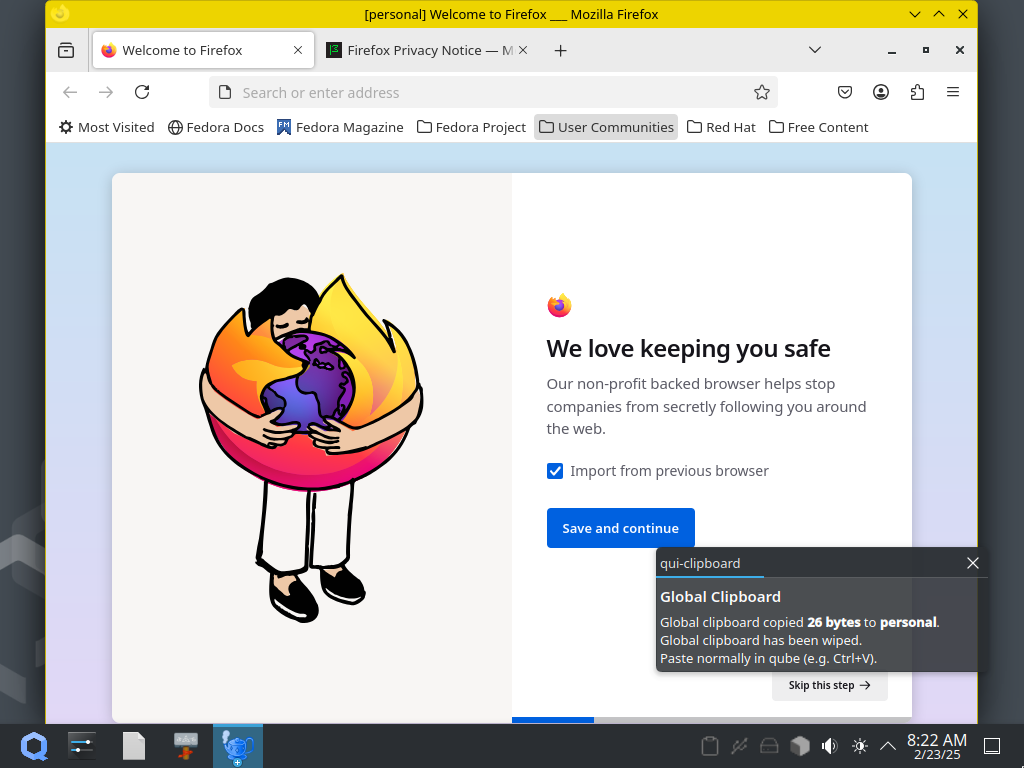 [personal] Welcome to Firefox ___ Mozilla Firefox
Welcome to Firefox
Firefox Privacy Notice — M
Search or enter address
Most Visited
Fedora Docs
FM
Fedora Magazine
Fedora Project
User Communities
Red Hat
Free Content
We love keeping you safe
Our non-profit backed browser helps stop
companies from secretly following you around
the web.
Import from previous browser
Save and continue
qui-clipboard
Global Clipboard
Global clipboard copied 26 bytes to personal.
Global clipboard has been wiped.
Paste normally in qube (e.g. Ctrl+V).
Skip this step
8:22 AM
2/23/25